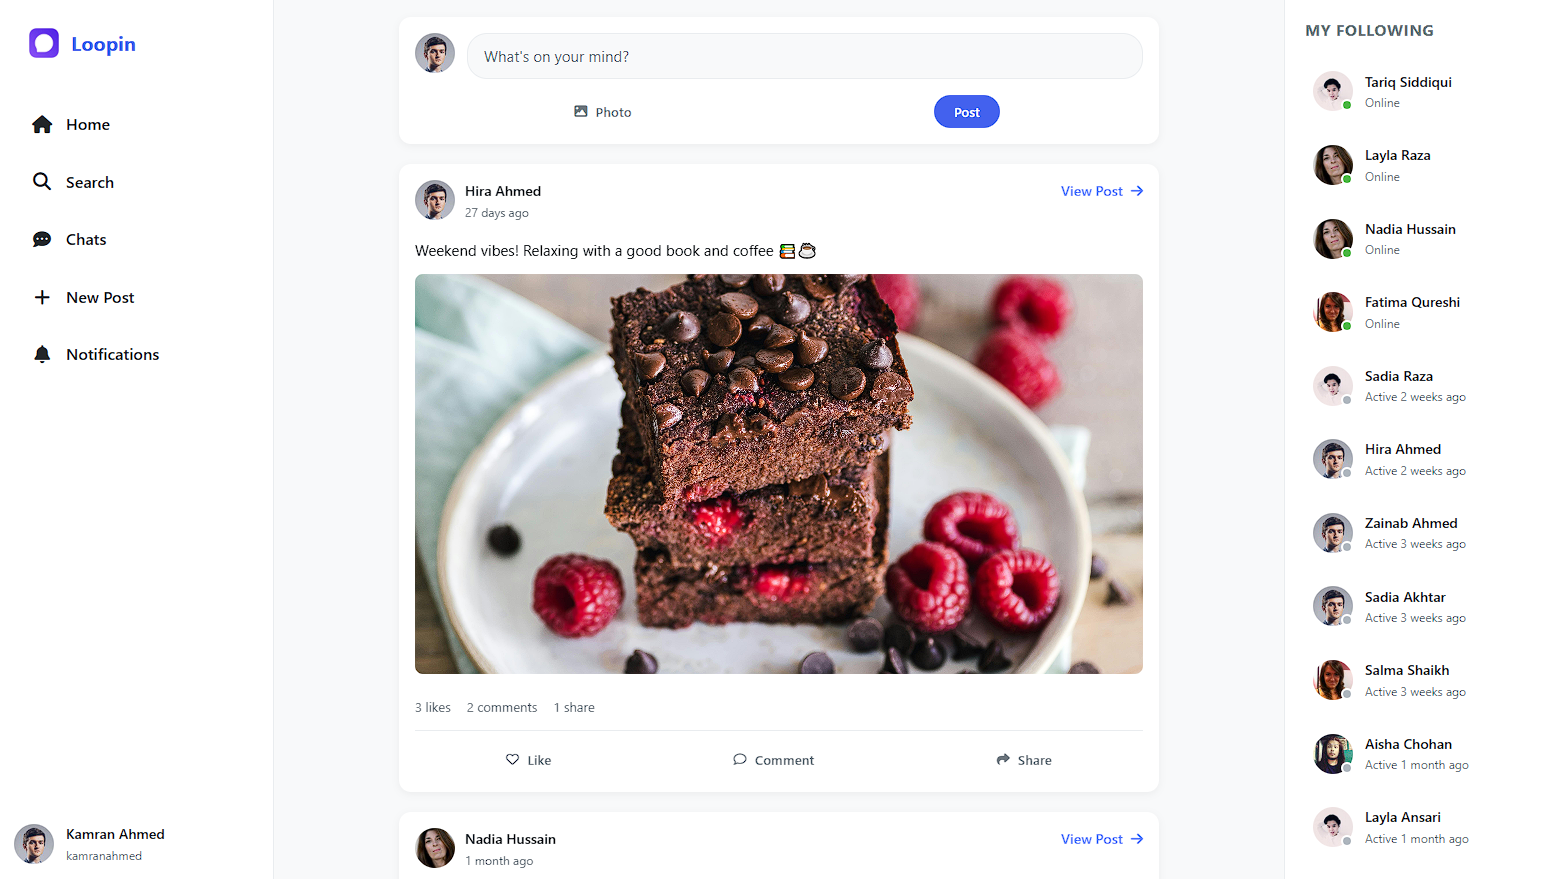 Loopin
Home
Search
Chats
New Post
Notifications
Kamran Ahmed
kamranahmed
What's on your mind?
Photo
Post
Hira Ahmed
27 days ago
View Post
Weekend vibes! Relaxing with a good book and coffee 📚☕
3 likes 2 comments 1 share
Like
Comment
Share
Nadia Hussain
1 month ago
View Post
MY FOLLOWING
Tariq Siddiqui
Online
Layla Raza
Online
Nadia Hussain
Online
Fatima Qureshi
Online
Sadia Raza
Active 2 weeks ago
Hira Ahmed
Active 2 weeks ago
Zainab Ahmed
Active 3 weeks ago
Sadia Akhtar
Active 3 weeks ago
Salma Shaikh
Active 3 weeks ago
Aisha Chohan
Active 1 month ago
Layla Ansari
Active 1 month ago